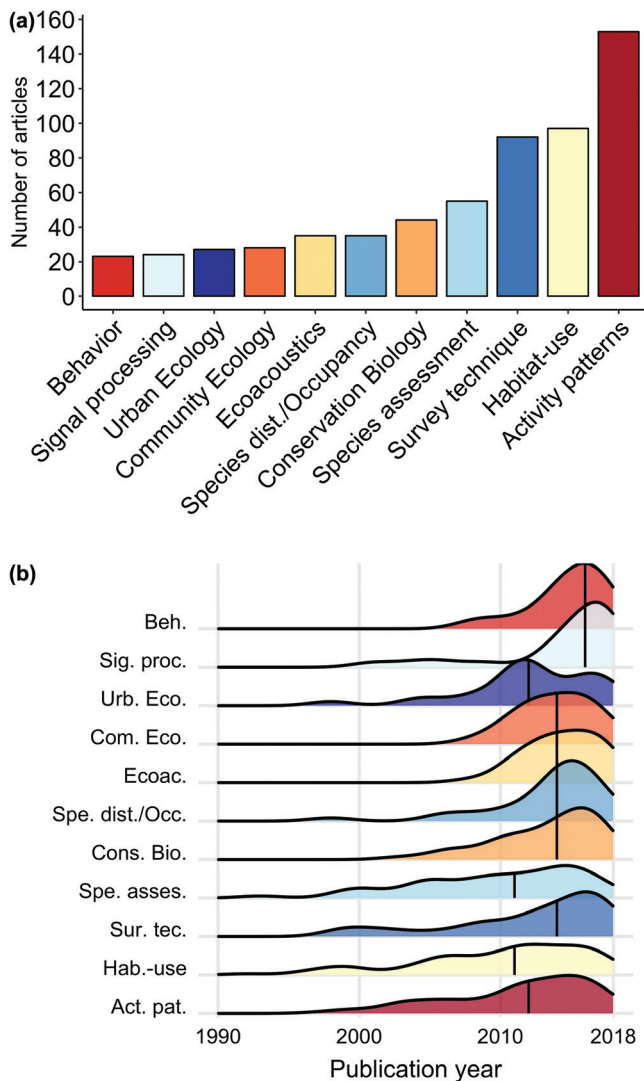 (a)
Number of articles
160
140
120
100
80
60
40
20
0
Behavior
Signal processing
Urban Ecology
Community Ecology
Ecoacoustics
Species dist./Occupancy
Conservation Biology
Species assessment
Survey technique
Habitat-use
Activity patterns
(b)
Beh.
Sig. proc.
Urb. Eco.
Com. Eco.
Ecoac.
Spe. dist./Occ.
Cons. Bio.
Spe. asses.
Sur. tec.
Hab.-use
Act. pat.
1990 2000 2010 2018
Publication year